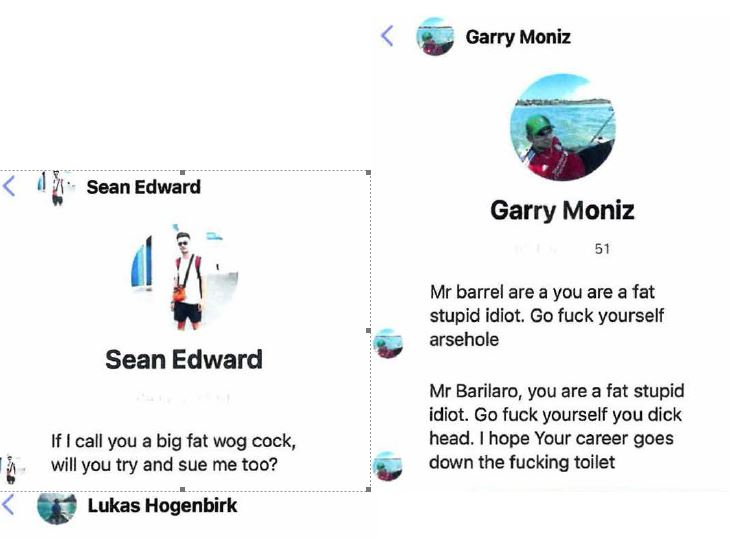 Garry Moniz
Garry Moniz
51
Mr barrel are a you are a fat
stupid idiot. Go fuck yourself
arsehole
Mr Barilaro, you are a fat stupid
idiot. Go fuck yourself you dick
head. I hope Your career goes
down the fucking toilet
Sean Edward
Sean Edward
If I call you a big fat wog cock,
will you try and sue me too?
Lukas Hogenbirk